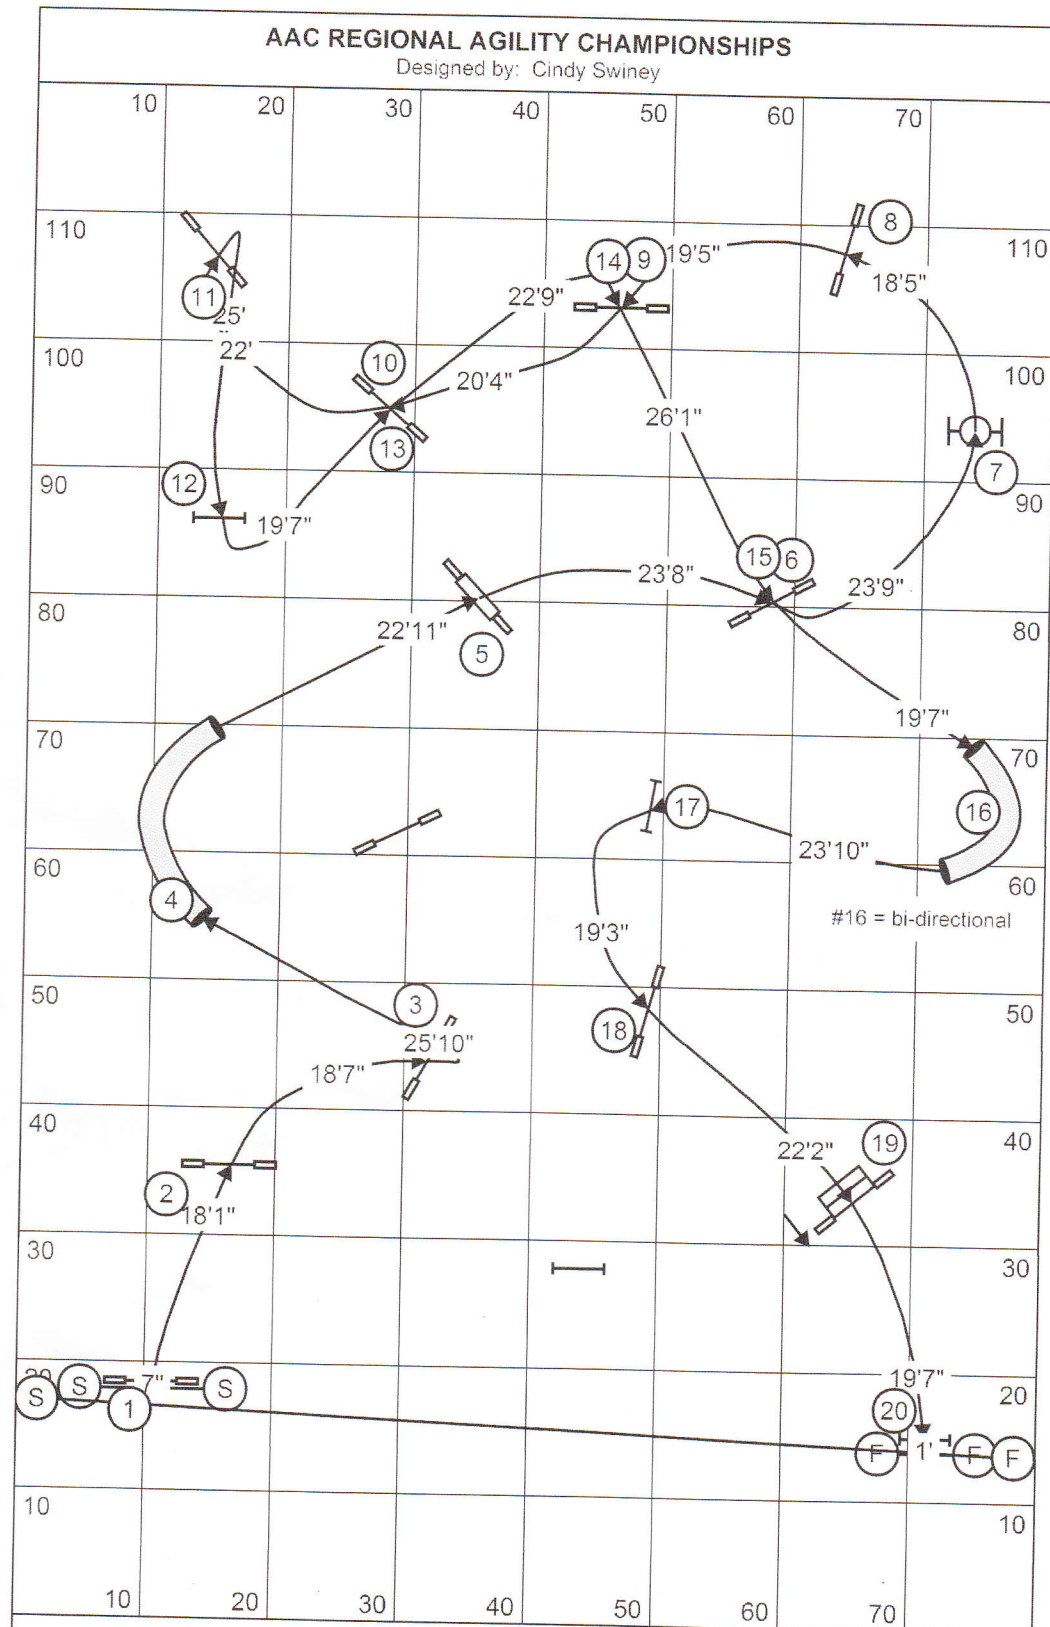 AAC REGIONAL AGILITY CHAMPIONSHIPS
Designed by: Cindy Swiney
10 20 30 40 50 60 70
110 8 110
14 9 19'5"
18'5"
11 22'9"
25'
100 22' 10 20'4" 100
26'1"
13
90 12 7 90
19'7"
15 6
80 23'8" 23'9" 80
22'11"
5
19'7"
70 70
17 16
60 23'10" 60
4
#16 = bi-directional
19'3"
50 3 50
18
25'10"
18'7"
40 40
22'2" 19
2
18'1"
30 30
19'7"
S S 7" S 20
1 20
F 1' F F
10 10
10 20 30 40 50 60 70